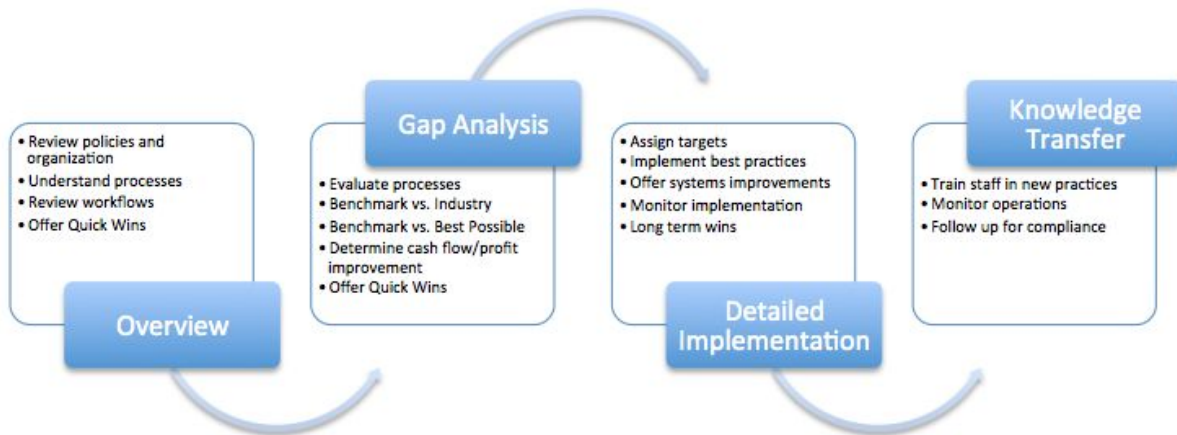 • Review policies and
organization
• Understand processes
• Review workflows
• Offer Quick Wins
Overview
Gap Analysis
• Evaluate processes
• Benchmark vs. Industry
• Benchmark vs. Best Possible
• Determine cash flow/profit
improvement
• Offer Quick Wins
• Assign targets
• Implement best practices
• Offer systems improvements
• Monitor implementation
• Long term wins
Detailed
Implementation
Knowledge
Transfer
• Train staff in new practices
• Monitor operations
• Follow up for compliance